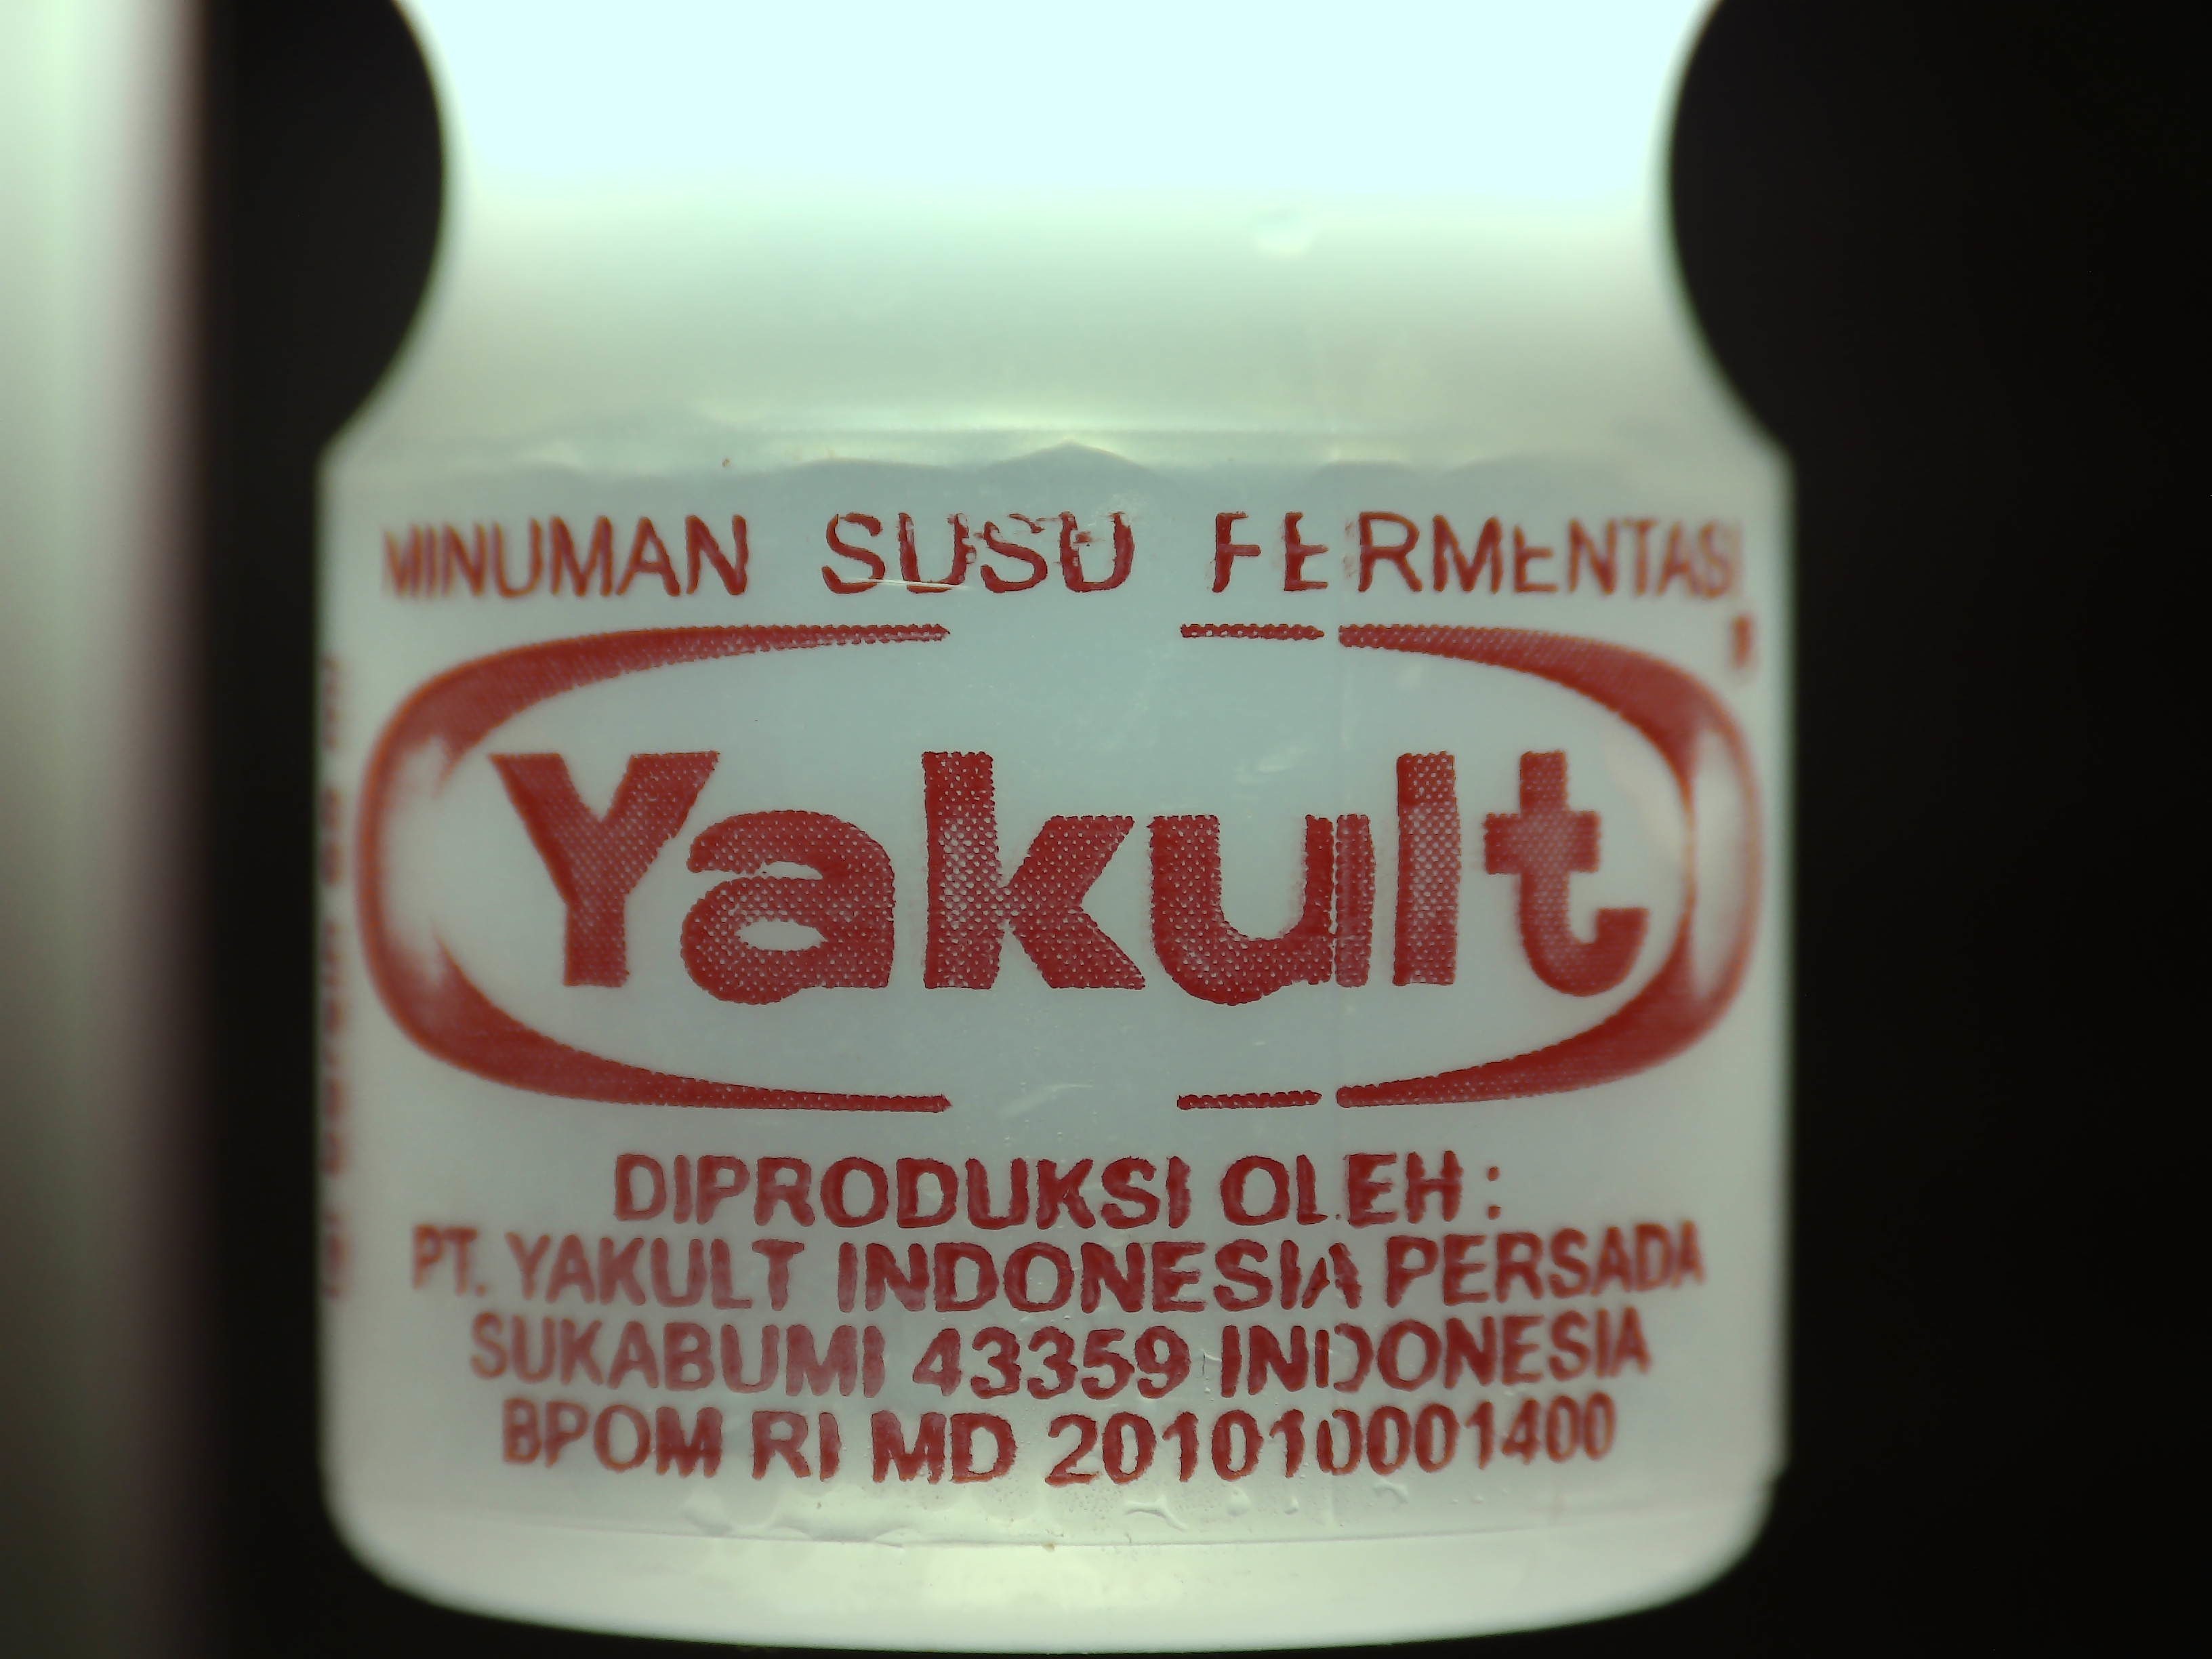 MINUMAN SUSU FERMENTASI
Yakult
DIPRODUKSI OLEH :
PT. YAKULT INDONESIA PERSADA
SUKABUMI 43359 INDONESIA
BPOM RI MD 201010001400